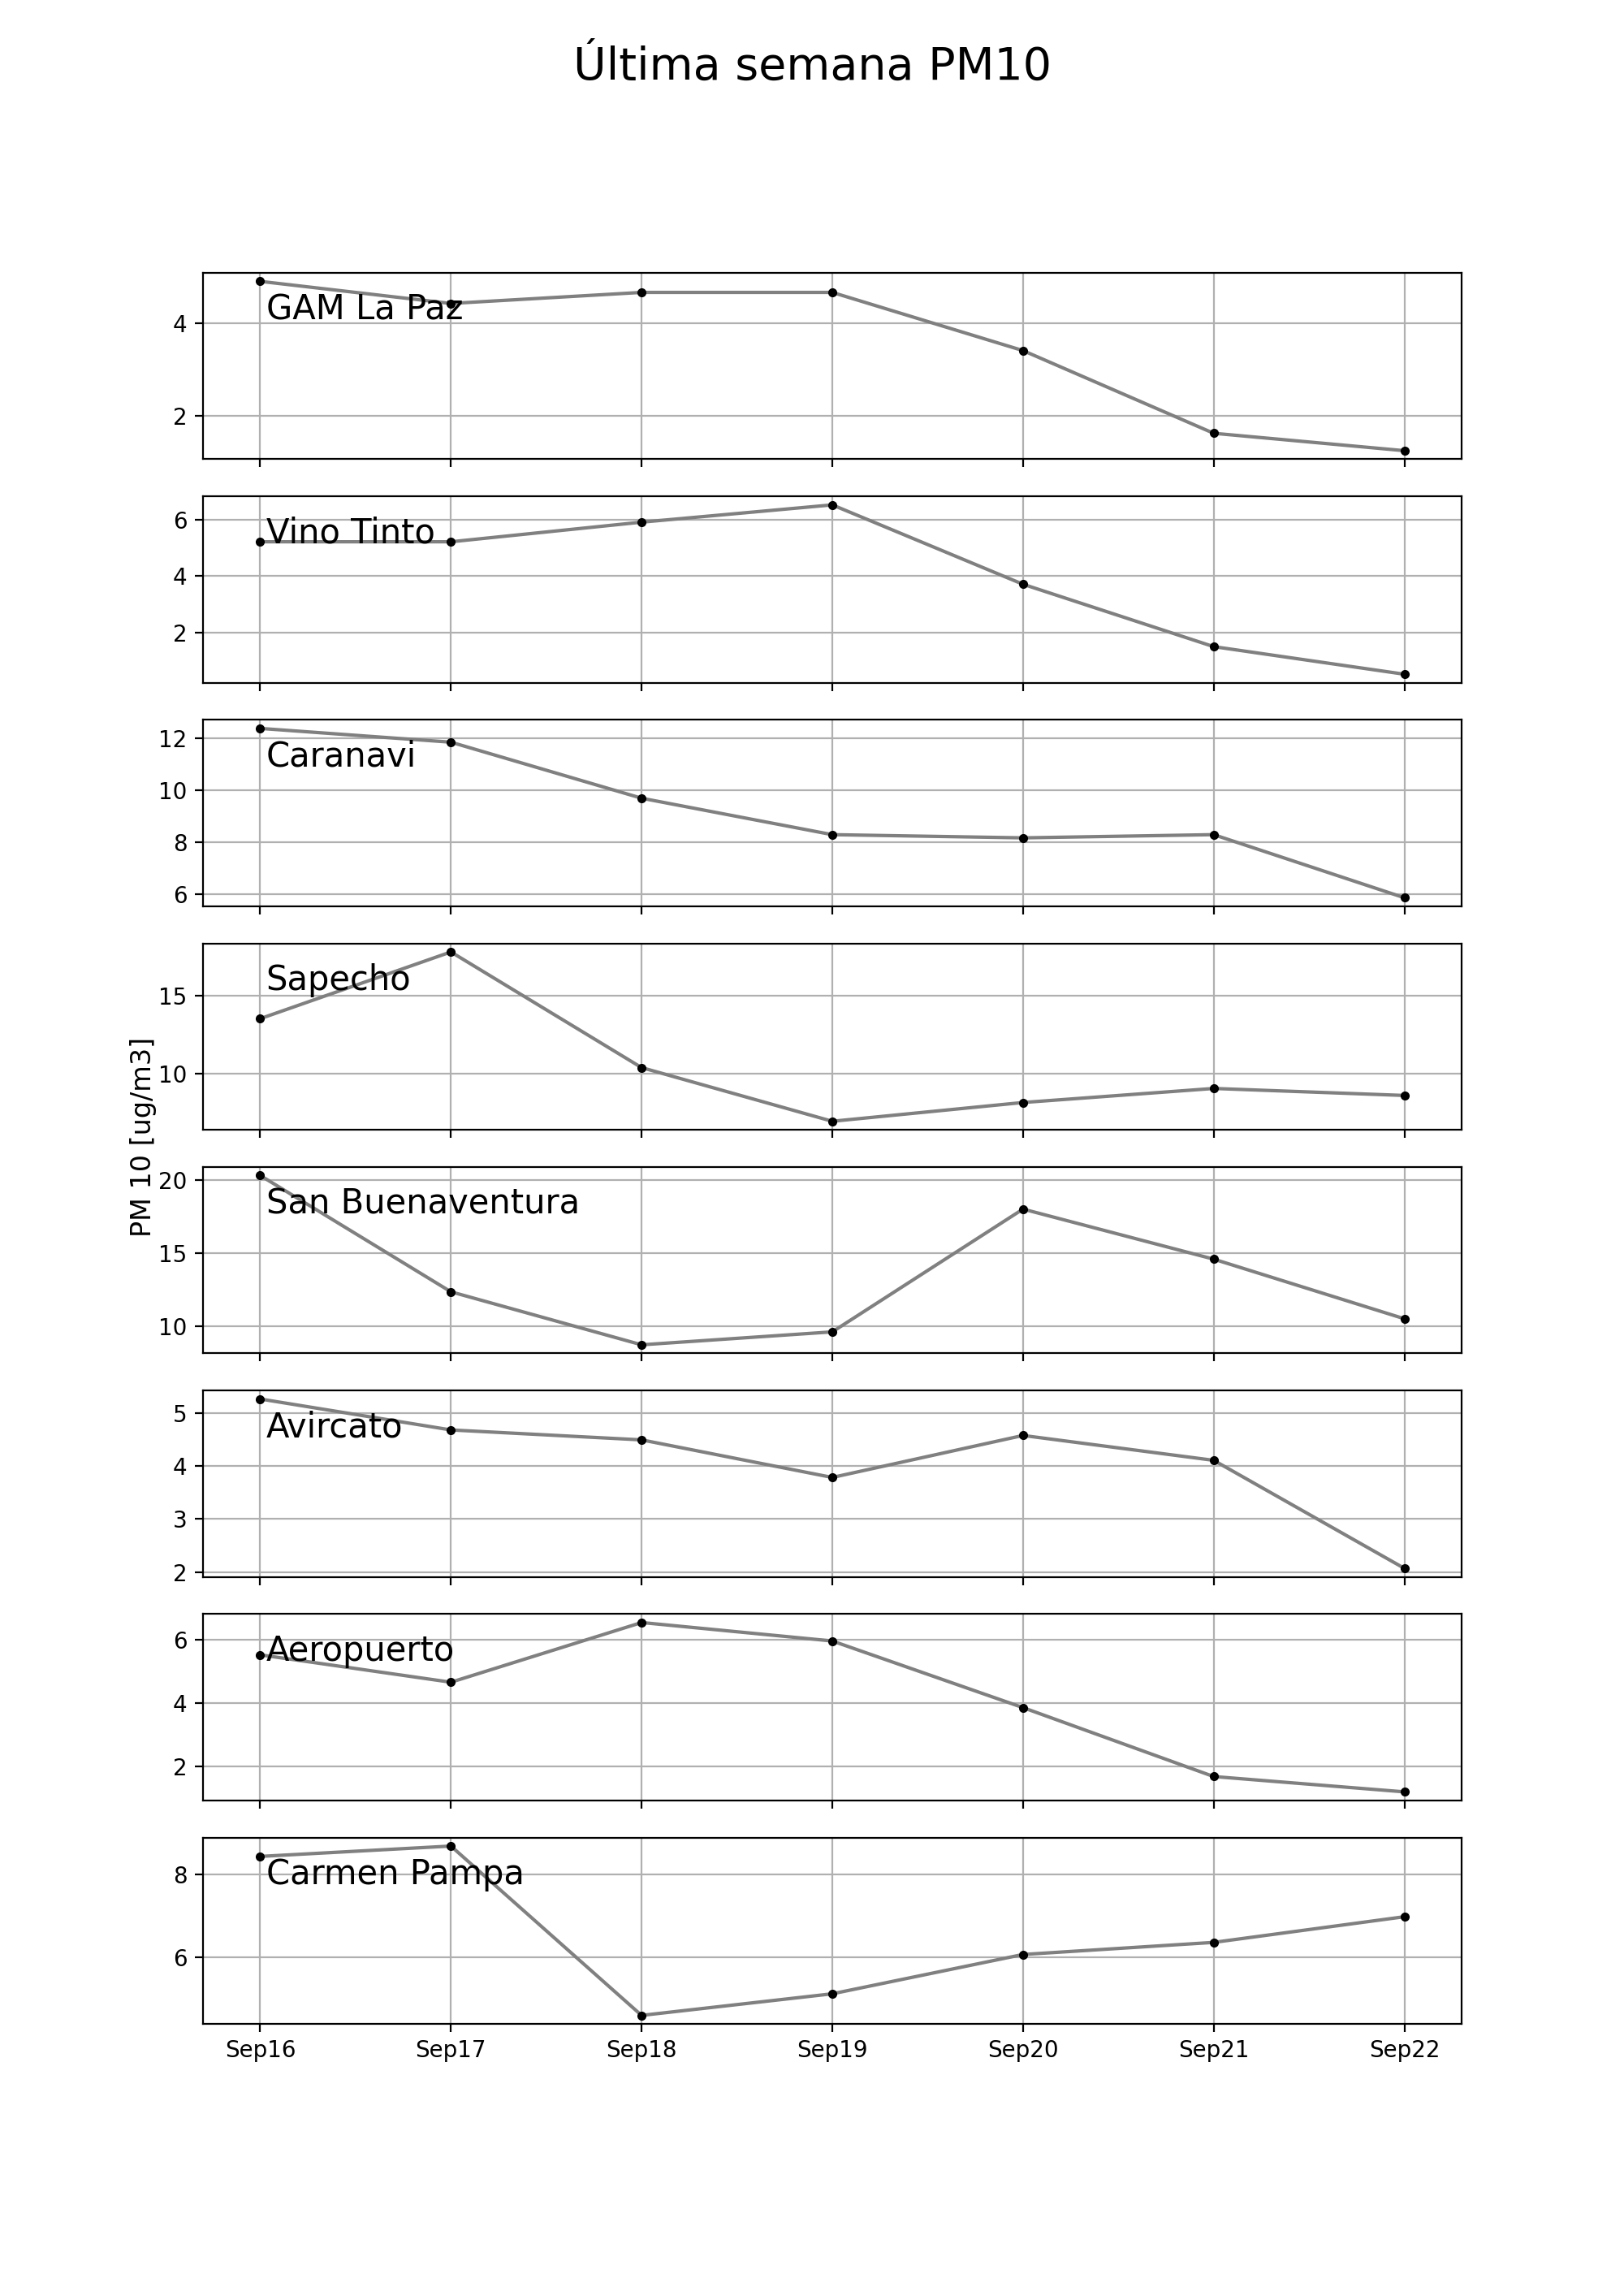 Última semana PM10
GAM La Paz
4
2
Vino Tinto
6
4
2
Caranavi
12
10
8
6
Sapecho
15
10
PM 10 [ug/m3]
San Buenaventura
20
15
10
Avircato
5
4
3
2
Aeropuerto
6
4
2
Carmen Pampa
8
6
Sep16 Sep17 Sep18 Sep19 Sep20 Sep21 Sep22